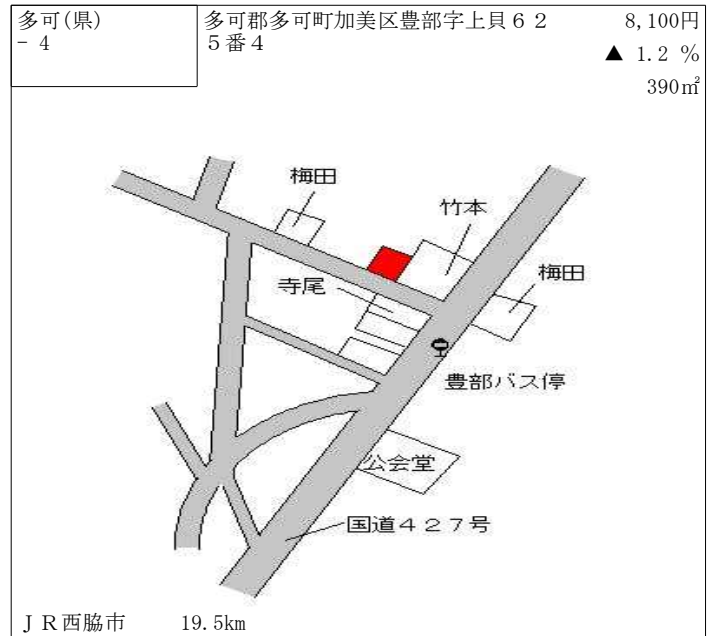 多可(県)
- 4
多可郡多可町加美区豊部字上貝６２
５番４
8,100円
▲ 1.2 %
390㎡
梅田
竹本
寺尾
梅田
豊部バス停
公会堂
国道４２７号
ＪＲ西脇市 19.5km